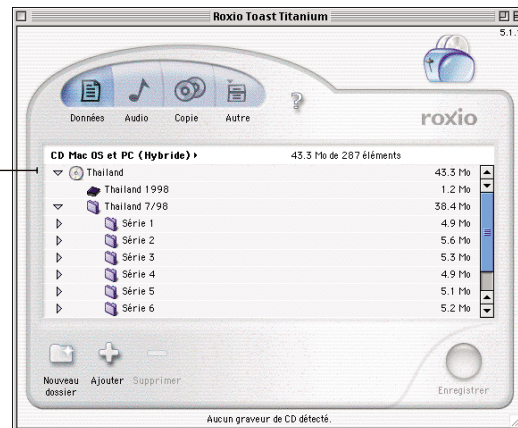 Roxio Toast Titanium
5.1.
Données Audio Copie Autre
?
roxio
CD Mac OS et PC (Hybride) 43.3 Mo de 287 éléments
Thailand 43.3 Mo
Thailand 1998 1.2 Mo
Thailand 7/98 38.4 Mo
Série 1 4.9 Mo
Série 2 5.6 Mo
Série 3 5.3 Mo
Série 4 4.9 Mo
Série 5 5.1 Mo
Série 6 5.2 Mo
Nouveau dossier Ajouter Supprimer Enregistrer
Aucun graveur de CD détecté.